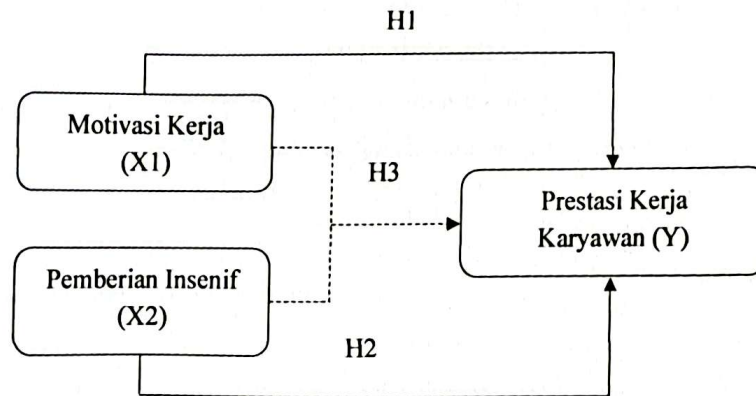 H1
Motivasi Kerja
(X1)
H3
Prestasi Kerja
Karyawan (Y)
Pemberian Insenif
(X2)
H2